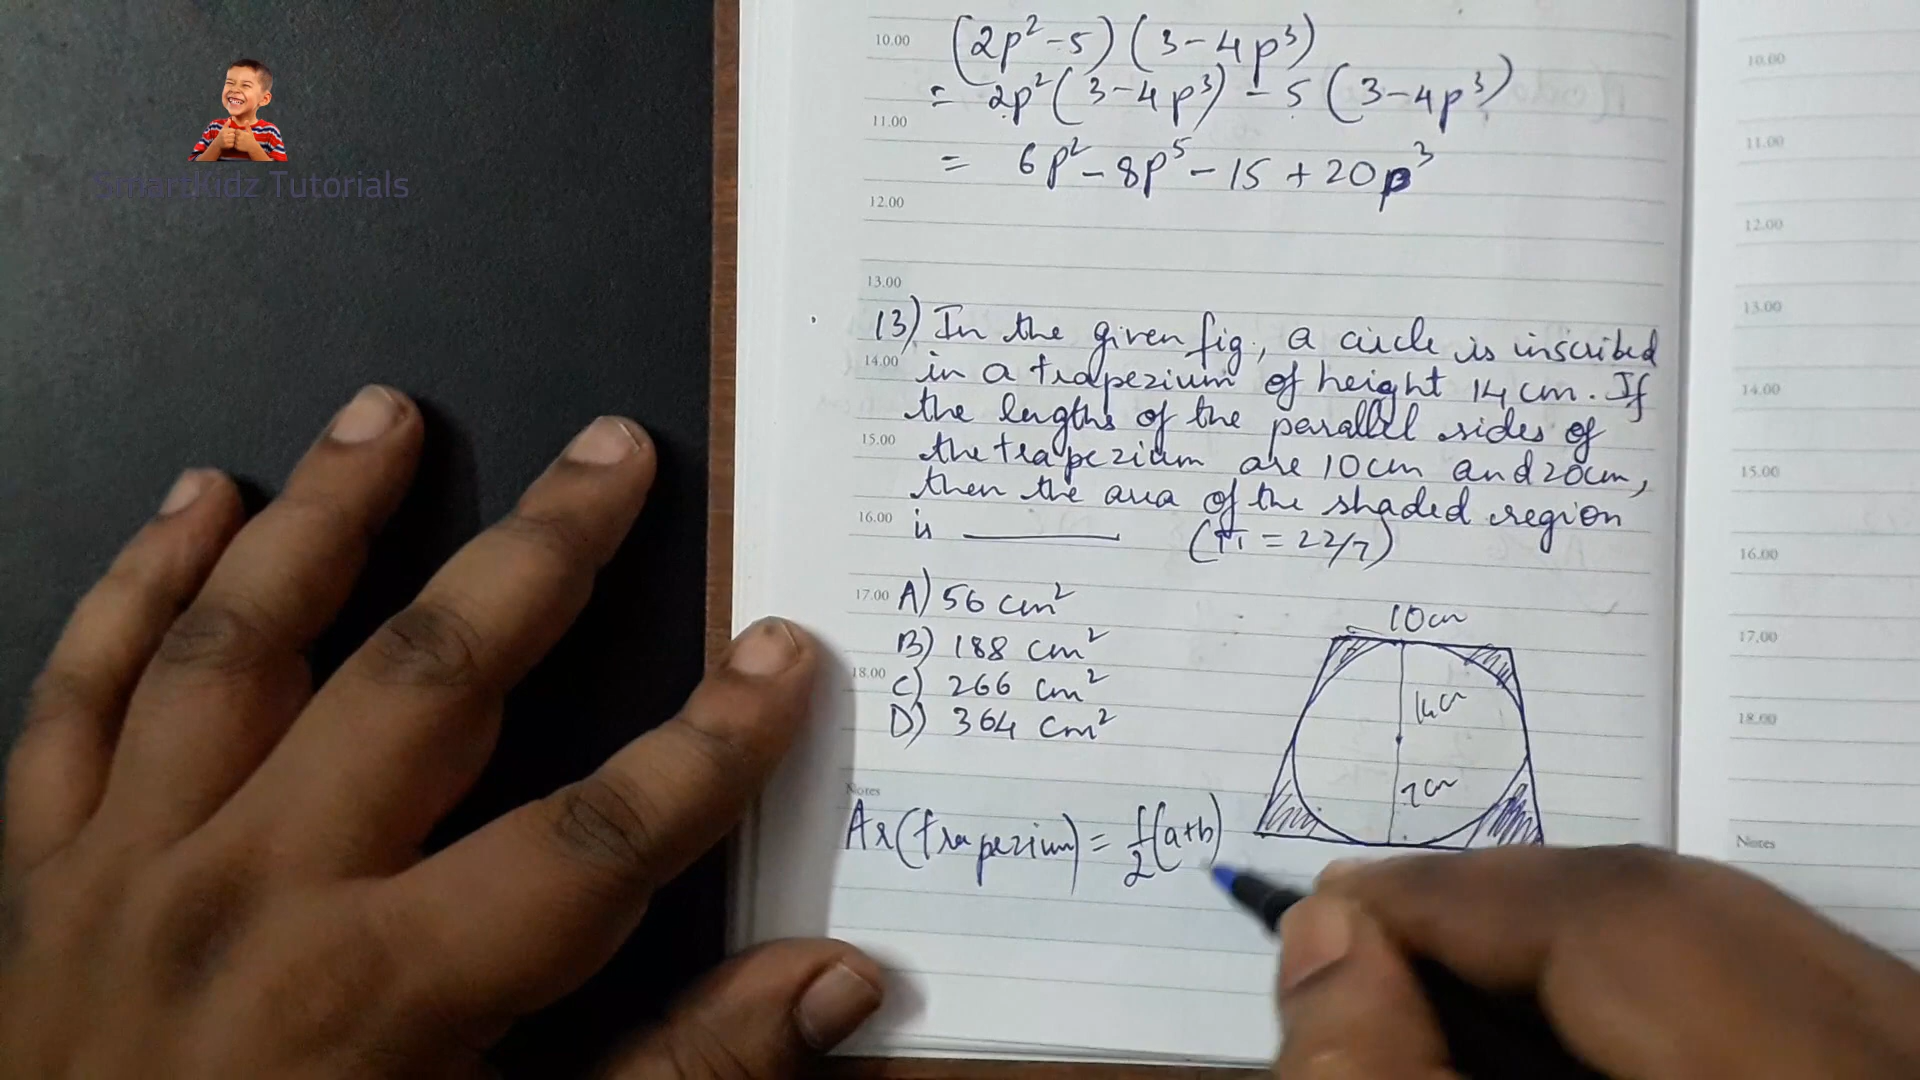 10.00
(2p²-5) (3-4p³)
= 2p²(3-4p³) - 5 (3-4p³)
11.00
= 6p² - 8p⁵ - 15 + 20p³
12.00
13.00
13) In the given fig., a circle is inscribed
14.00
in a trapezium of height 14 cm. If
the lengths of the parallel sides of
15.00
the trapezium are 10cm and 20cm,
then the area of the shaded region
16.00
is ________ (π = 22/7)
17.00
A) 56 cm²
B) 188 cm²
18.00
C) 266 cm²
D) 364 cm²
10cm
14cm
7cm
Notes
Ar(trapezium) = 1/2(a+b)
SmartKidz Tutorials
10.00
11.00
12.00
13.00
14.00
15.00
16.00
17.00
18.00
Notes